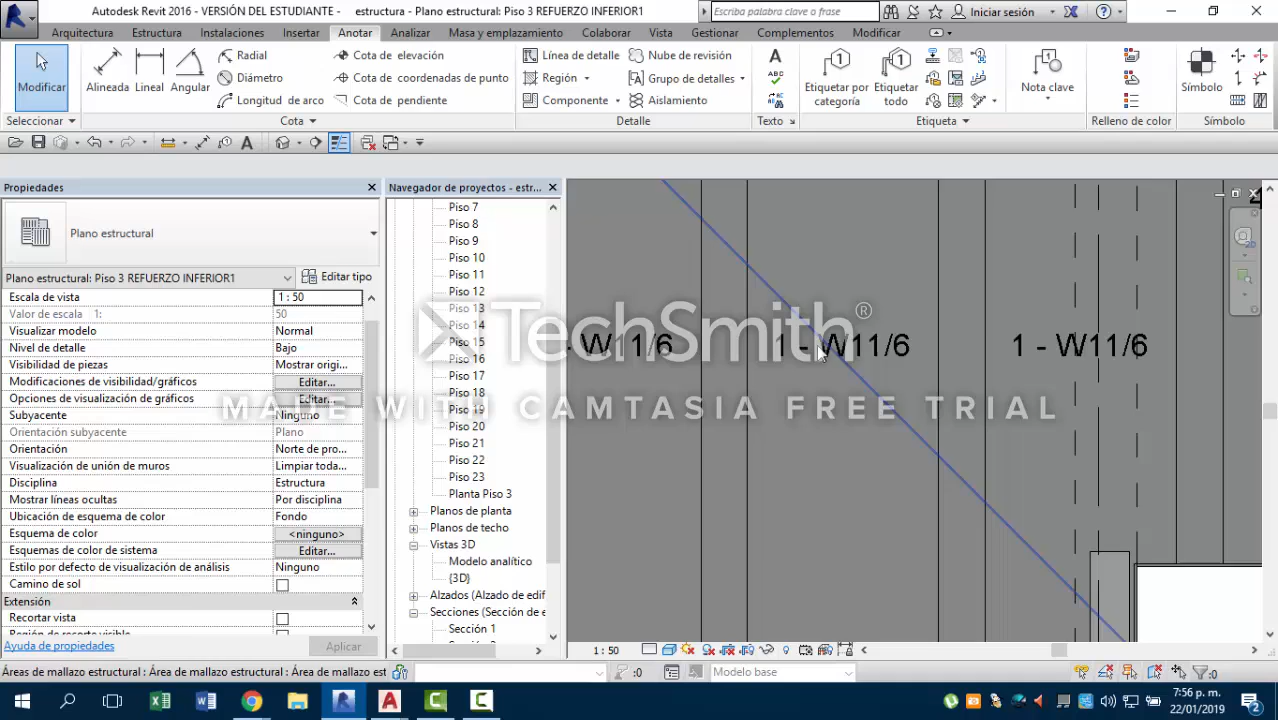 Autodesk Revit 2016 - VERSIÓN DEL ESTUDIANTE - estructura - Plano estructural: Piso 3 REFUERZO INFERIOR1
Escriba palabra clave o frase
Iniciar sesión
Arquitectura Estructura Instalaciones Insertar Anotar Analizar Masa y emplazamiento Colaborar Vista Gestionar Complementos Modificar
Modificar
Alineada Lineal Angular
Radial
Diámetro
Longitud de arco
Cota de elevación
Cota de coordenadas de punto
Cota de pendiente
Línea de detalle
Región
Componente
Nube de revisión
Grupo de detalles
Aislamiento
A
ABC
Etiquetar por categoría
Etiquetar todo
Nota clave
Símbolo
Seleccionar Cota Detalle Texto Etiqueta Relleno de color Símbolo
Propiedades
Plano estructural
Plano estructural: Piso 3 REFUERZO INFERIOR1
Editar tipo
Escala de vista 1 : 50
Valor de escala 1: 50
Visualizar modelo Normal
Nivel de detalle Bajo
Visibilidad de piezas Mostrar origi...
Modificaciones de visibilidad/gráficos Editar...
Opciones de visualización de gráficos Editar...
Subyacente Ninguno
Orientación subyacente Plano
Orientación Norte de pro...
Visualización de unión de muros Limpiar toda...
Disciplina Estructura
Mostrar líneas ocultas Por disciplina
Ubicación de esquema de color Fondo
Esquema de color <ninguno>
Esquemas de color de sistema Editar...
Estilo por defecto de visualización de análisis Ninguno
Camino de sol
Extensión
Recortar vista
Región de recorte visible
Ayuda de propiedades
Aplicar
Navegador de proyectos - estr...
Piso 7
Piso 8
Piso 9
Piso 10
Piso 11
Piso 12
Piso 13
Piso 14
Piso 15
Piso 16
Piso 17
Piso 18
Piso 19
Piso 20
Piso 21
Piso 22
Piso 23
Planta Piso 3
Planos de planta
Planos de techo
Vistas 3D
Modelo analítico
{3D}
Alzados (Alzado de edif
Secciones (Sección de e
Sección 1
- W11/6
1 - W11/6
1 - W11/6
TechSmith®
MADE WITH CAMTASIA FREE TRIAL
1 : 50
Áreas de mallazo estructural : Área de mallazo estructural : Área de mallazo est
:0
Modelo base
:0
7:56 p. m.
22/01/2019
2